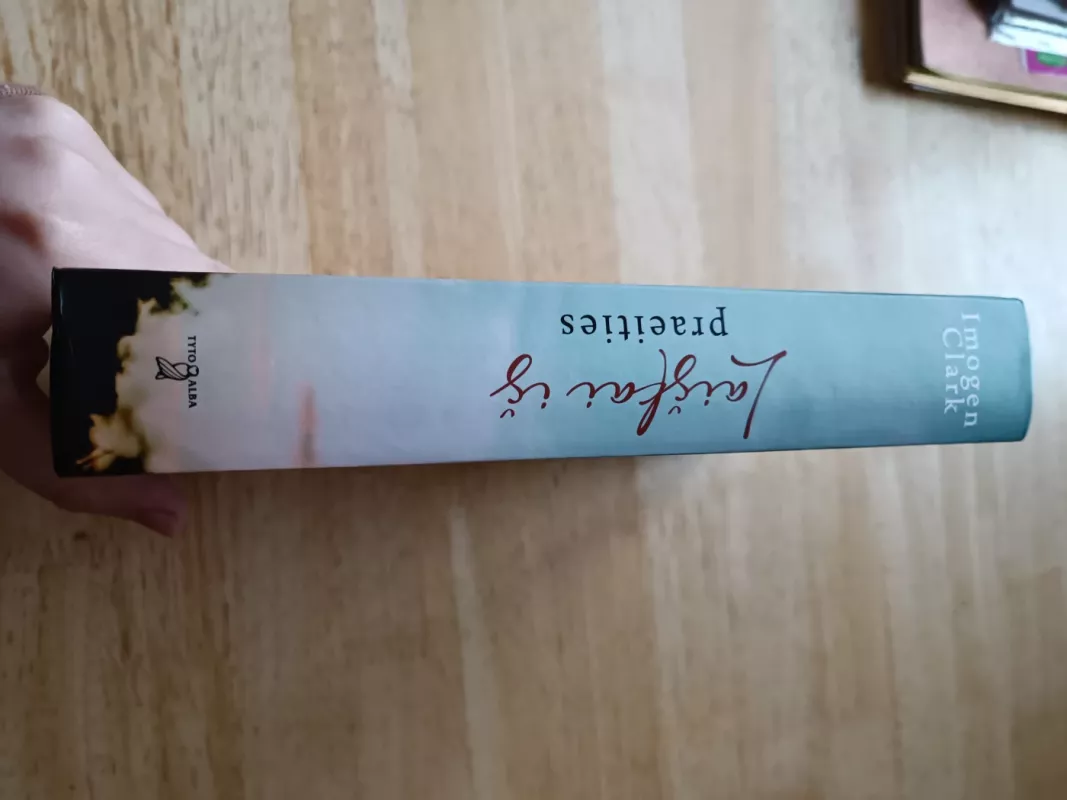 Imogen
Clark
Laiškai iš
praeities
TYTO ALBA